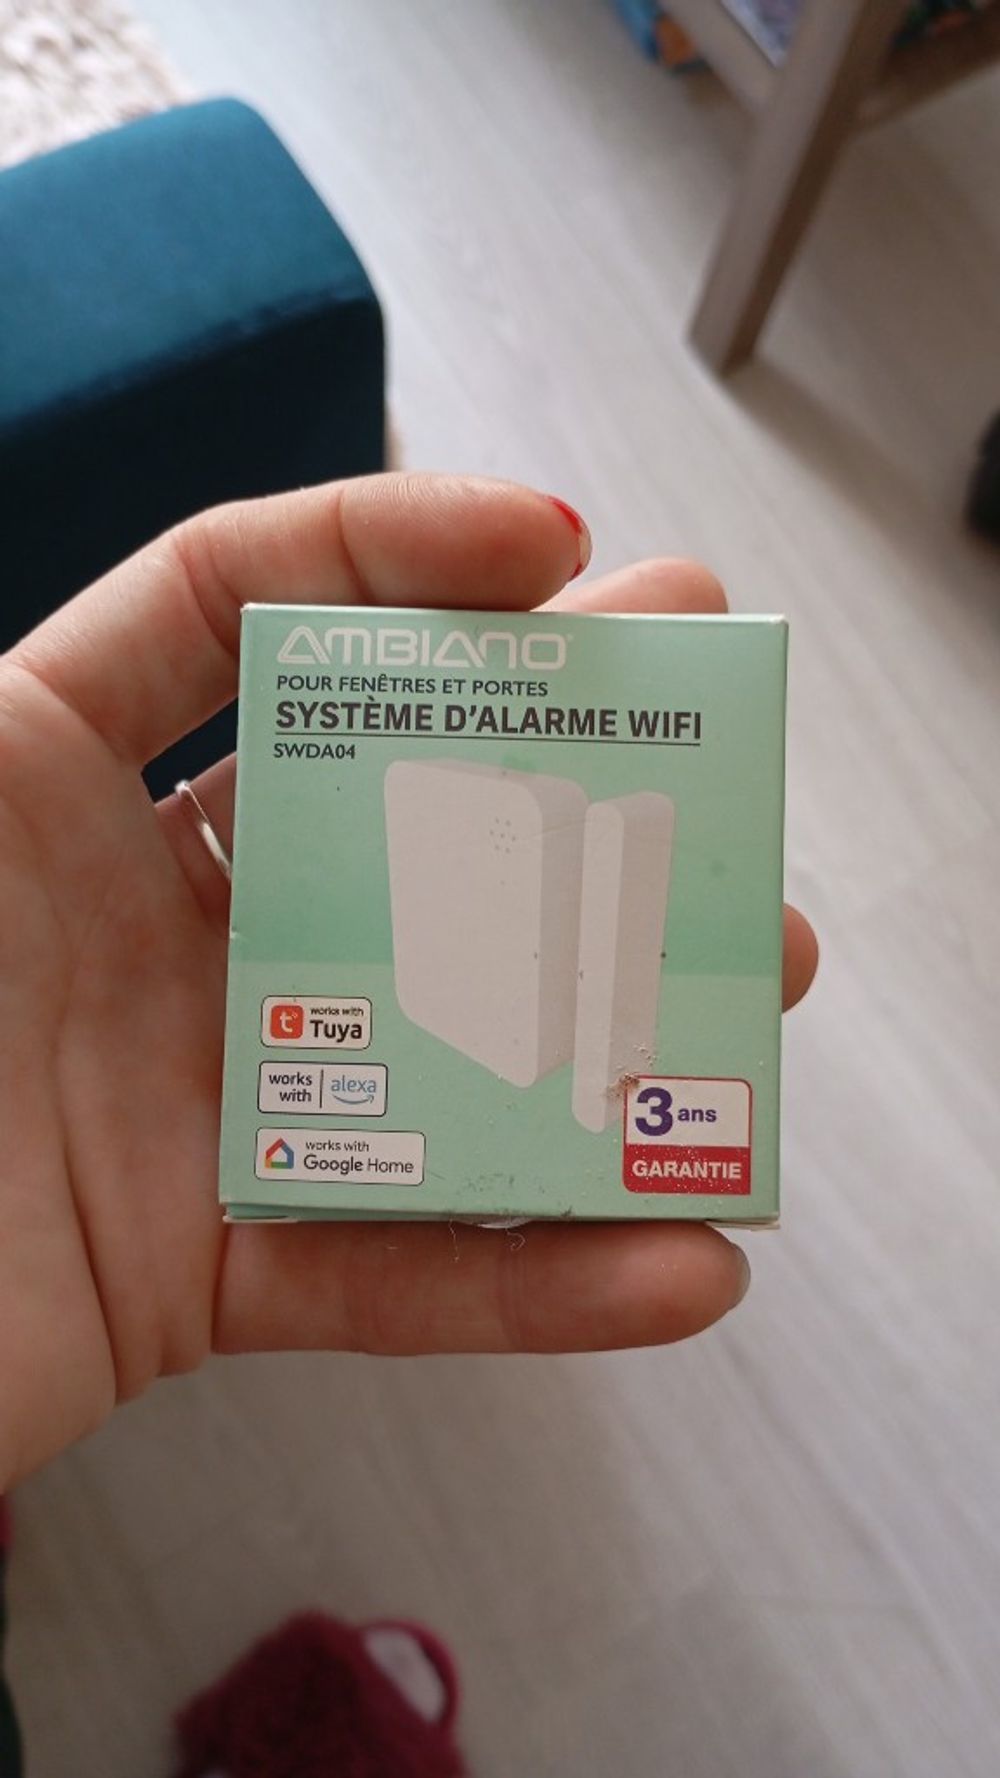 AMBIANO
POUR FENÊTRES ET PORTES
SYSTÈME D'ALARME WIFI
SWDA04
works with
Tuya
works with
alexa
works with
Google Home
3 ans
GARANTIE